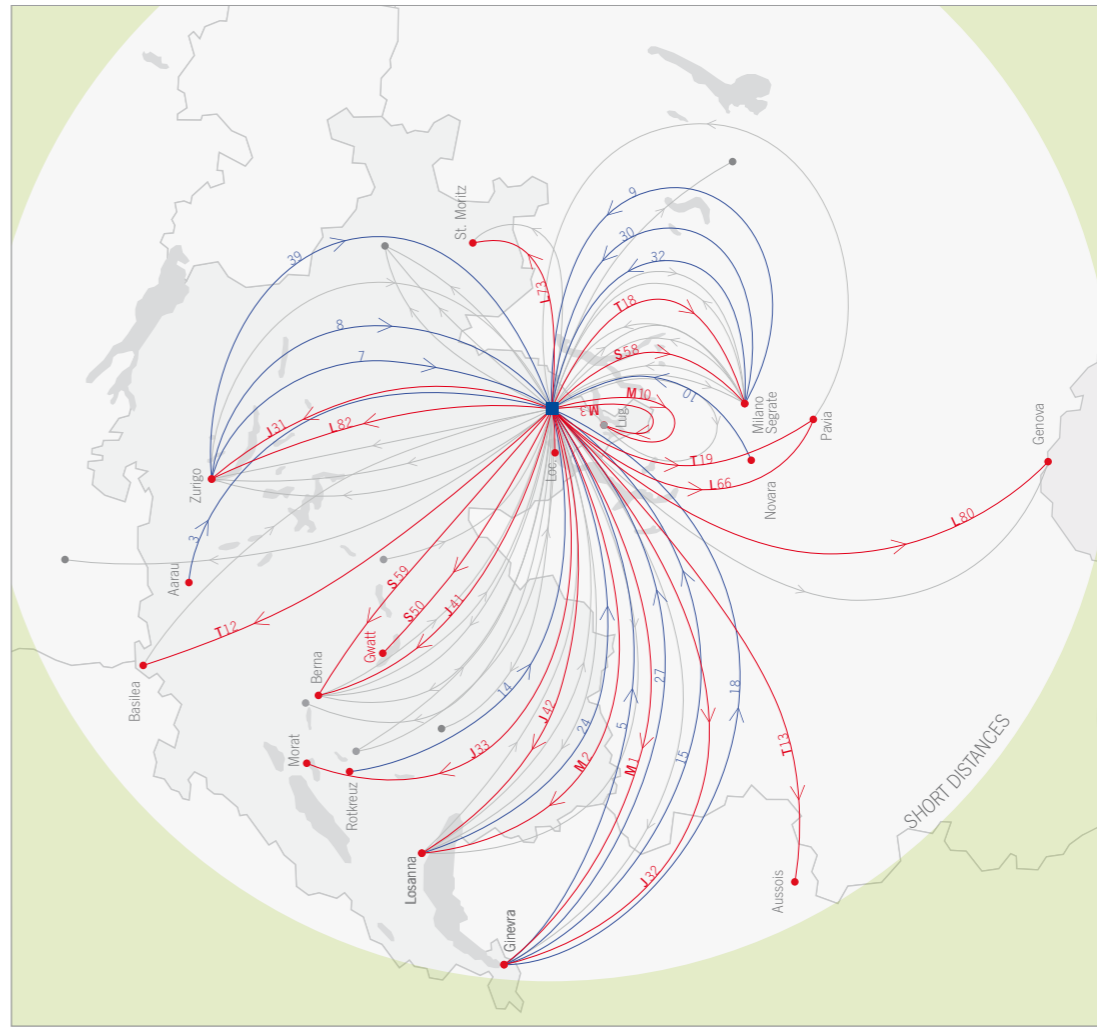 St. Moritz
39
9
30
32
L73
T18
8
S58
7
M10
10
M3
Lug.
Milano
Segrate
Pavia
Genova
J31
L82
Loc.
T19
L66
Novara
Zurigo
L80
3
Aarau
S59
S50
J41
T12
Gwatt
Basilea
Berna
14
27
18
J42
24
5
T13
J33
M2
M1
15
Morat
Rotkreuz
SHORT DISTANCES
Losanna
J32
Aussois
Ginevra